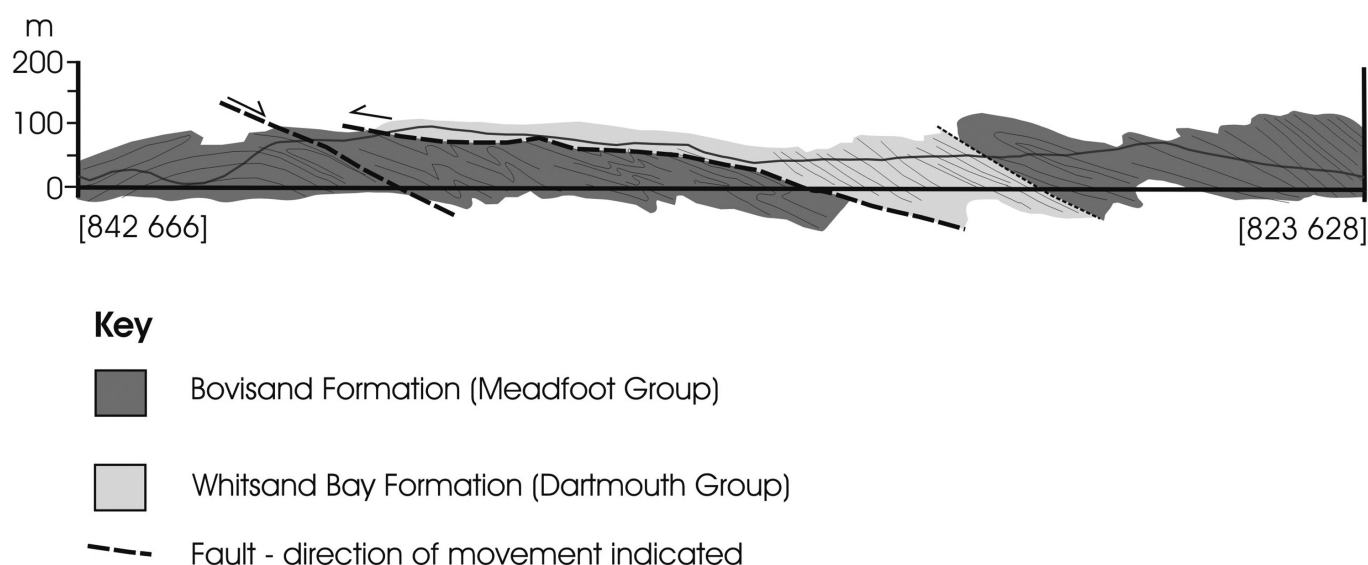 m
200
100
0
[842 666]
[823 628]
Key
Bovisand Formation (Meadfoot Group)
Whitsand Bay Formation (Dartmouth Group)
Fault - direction of movement indicated